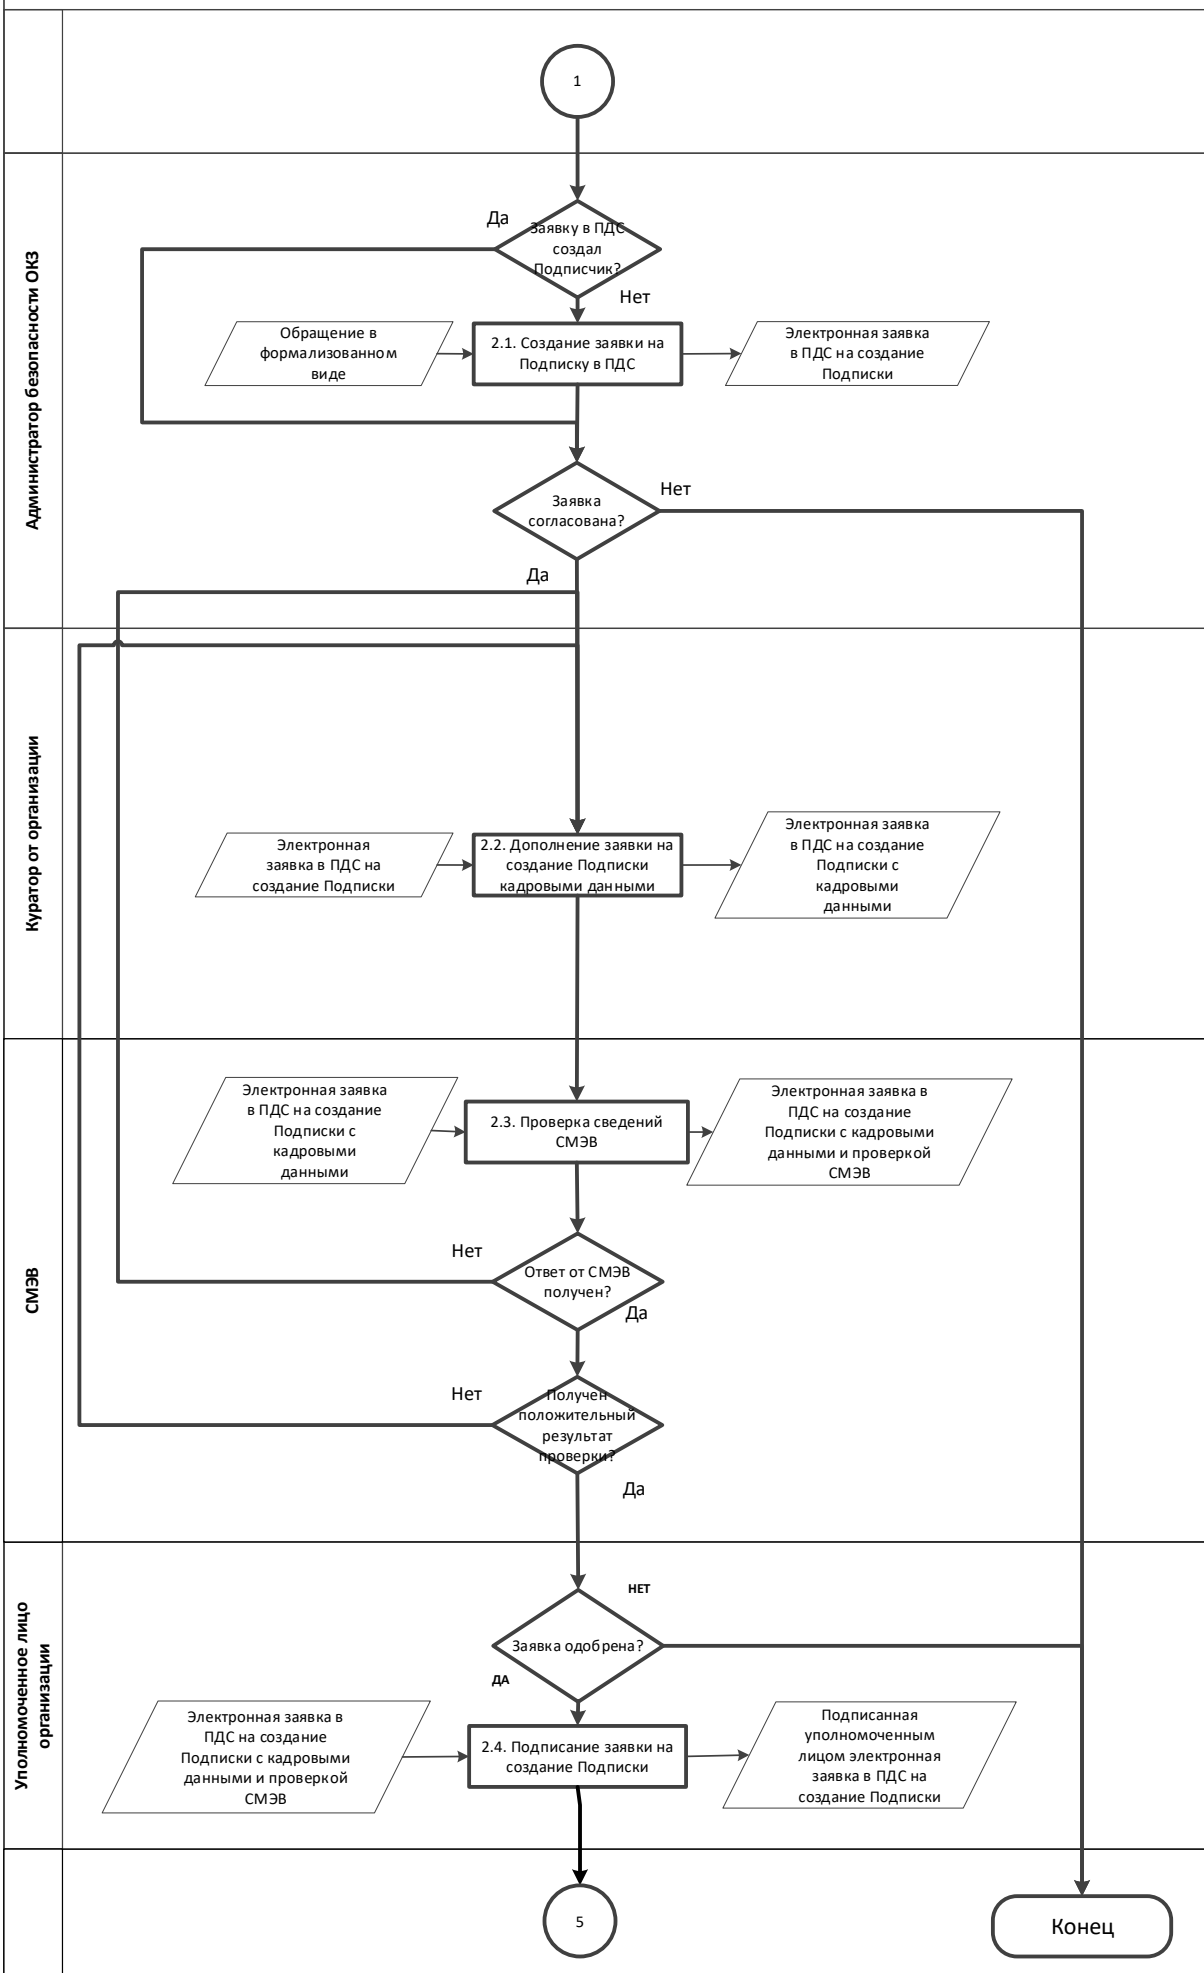 1
Администратор безопасности ОКЗ
Да
Заявку в ПДС
создал
Подписчик?
Нет
Обращение в
формализованном
виде
2.1. Создание заявки на
Подписку в ПДС
Электронная заявка
в ПДС на создание
Подписки
Заявка
согласована?
Нет
Да
Куратор от организации
Электронная
заявка в ПДС на
создание Подписки
2.2. Дополнение заявки на
создание Подписки
кадровыми данными
Электронная заявка
в ПДС на создание
Подписки с
кадровыми
данными
СМЭВ
Электронная заявка
в ПДС на создание
Подписки с
кадровыми
данными
2.3. Проверка сведений
СМЭВ
Электронная заявка в
ПДС на создание
Подписки с кадровыми
данными и проверкой
СМЭВ
Нет
Ответ от СМЭВ
получен?
Да
Нет
Получен
положительный
результат
проверки?
Да
Уполномоченное лицо
организации
НЕТ
Заявка одобрена?
ДА
Электронная заявка в
ПДС на создание
Подписки с кадровыми
данными и проверкой
СМЭВ
2.4. Подписание заявки на
создание Подписки
Подписанная
уполномоченным
лицом электронная
заявка в ПДС на
создание Подписки
5
Конец